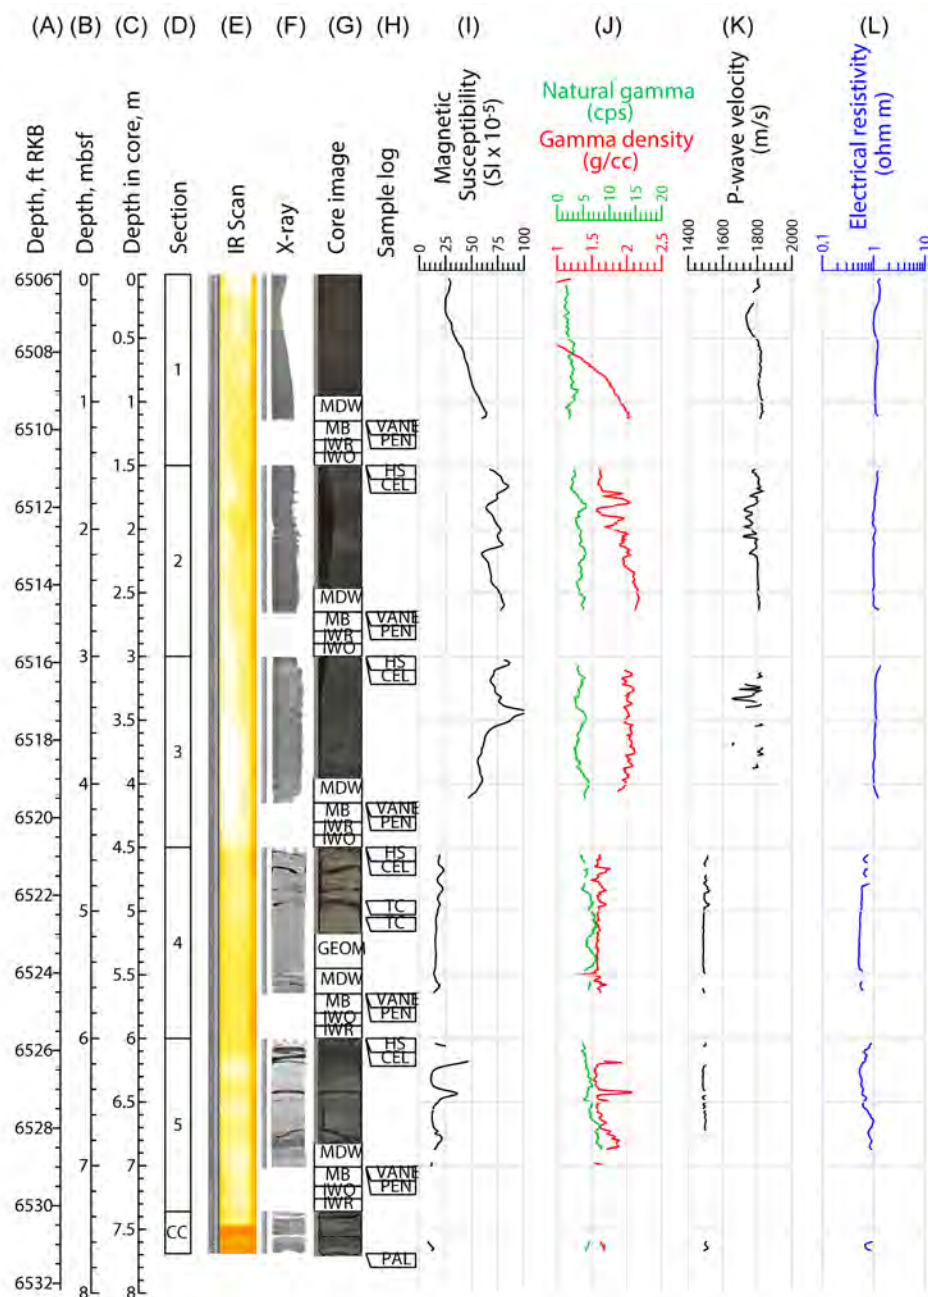 (A) (B) (C) (D) (E) (F) (G) (H) (I) (J) (K) (L)
Depth, ft RKB
Depth, mbsf
Depth in core, m
Section
IR Scan
X-ray
Core image
Sample log
Magnetic
Susceptibility
(SI x 10-5)
Natural gamma
(cps)
Gamma density
(g/cc)
P-wave velocity
(m/s)
Electrical resistivity
(ohm m)
0 25 50 75 100
0 5 10 15 20
1 1.5 2 2.5
1400 1600 1800 2000
0.1 1 10
6506
6508
6510
6512
6514
6516
6518
6520
6522
6524
6526
6528
6530
6532
0
1
2
3
4
5
6
7
8
0
0.5
1
1.5
2
2.5
3
3.5
4
4.5
5
5.5
6
6.5
7
7.5
8
1
2
3
4
5
CC
MDW
MB VANE
IWR PEN
IWO
HS
CEL
MDW
MB VANE
IWR PEN
IWO
HS
CEL
MDW
MB VANE
IWR PEN
IWO
HS
CEL
TC
TC
GEOM
MDW
MB VANE
IWO PEN
IWR
HS
CEL
MDW
MB VANE
IWO PEN
IWR
PAL